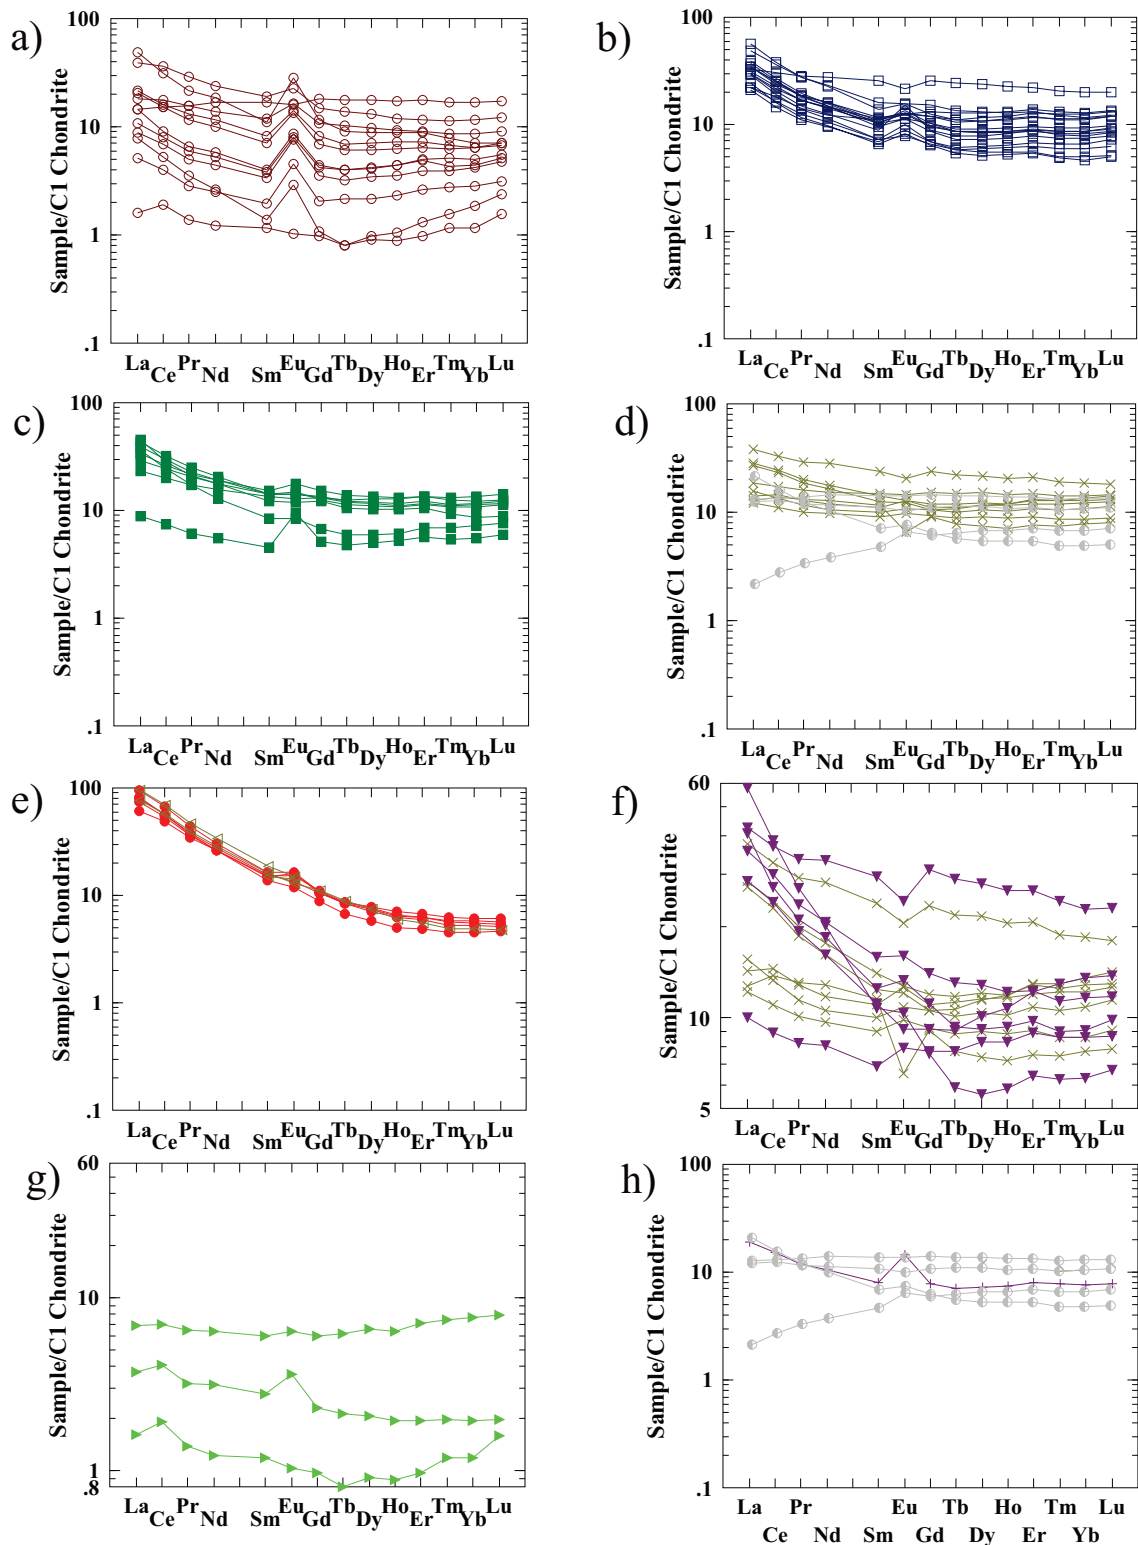 a)
100
10
1
.1
Sample/C1 Chondrite
La Ce Pr Nd Sm Eu Gd Tb Dy Ho Er Tm Yb Lu
b)
100
10
1
.1
Sample/C1 Chondrite
La Ce Pr Nd Sm Eu Gd Tb Dy Ho Er Tm Yb Lu
c)
100
10
1
.1
Sample/C1 Chondrite
La Ce Pr Nd Sm Eu Gd Tb Dy Ho Er Tm Yb Lu
d)
100
10
1
.1
Sample/C1 Chondrite
La Ce Pr Nd Sm Eu Gd Tb Dy Ho Er Tm Yb Lu
e)
100
10
1
.1
Sample/C1 Chondrite
La Ce Pr Nd Sm Eu Gd Tb Dy Ho Er Tm Yb Lu
f)
60
10
5
Sample/C1 Chondrite
La Ce Pr Nd Sm Eu Gd Tb Dy Ho Er Tm Yb Lu
g)
60
10
1
.8
Sample/C1 Chondrite
La Ce Pr Nd Sm Eu Gd Tb Dy Ho Er Tm Yb Lu
h)
100
10
1
.1
Sample/C1 Chondrite
La Pr Eu Tb Ho Tm Lu
Ce Nd Sm Gd Dy Er Yb